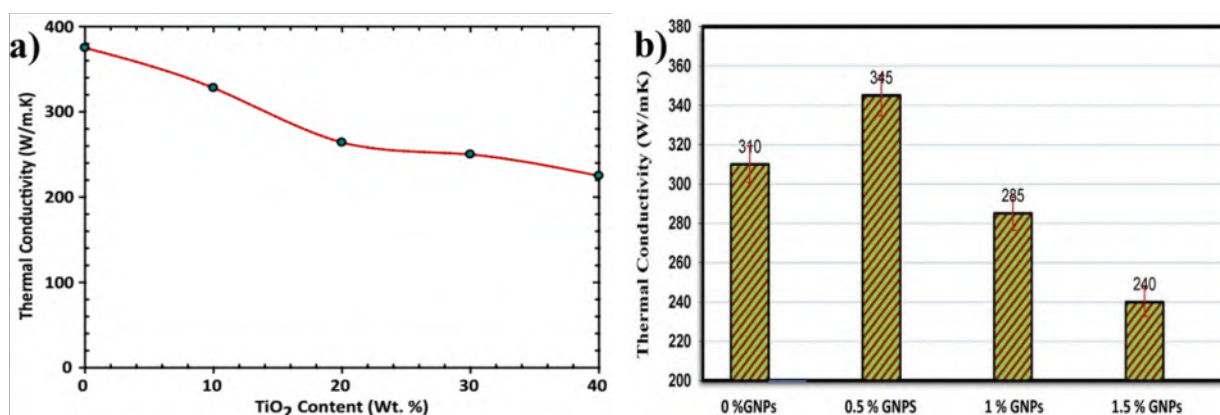 a)
400
300
200
100
0
Thermal Conductivity (W/m.K)
0 10 20 30 40
TiO2 Content (Wt. %)
b)
380
360
340
320
300
280
260
240
220
200
Thermal Conductivity (W/mK)
310
345
285
240
0 %GNPs 0.5 % GNPS 1 % GNPs 1.5 % GNPs